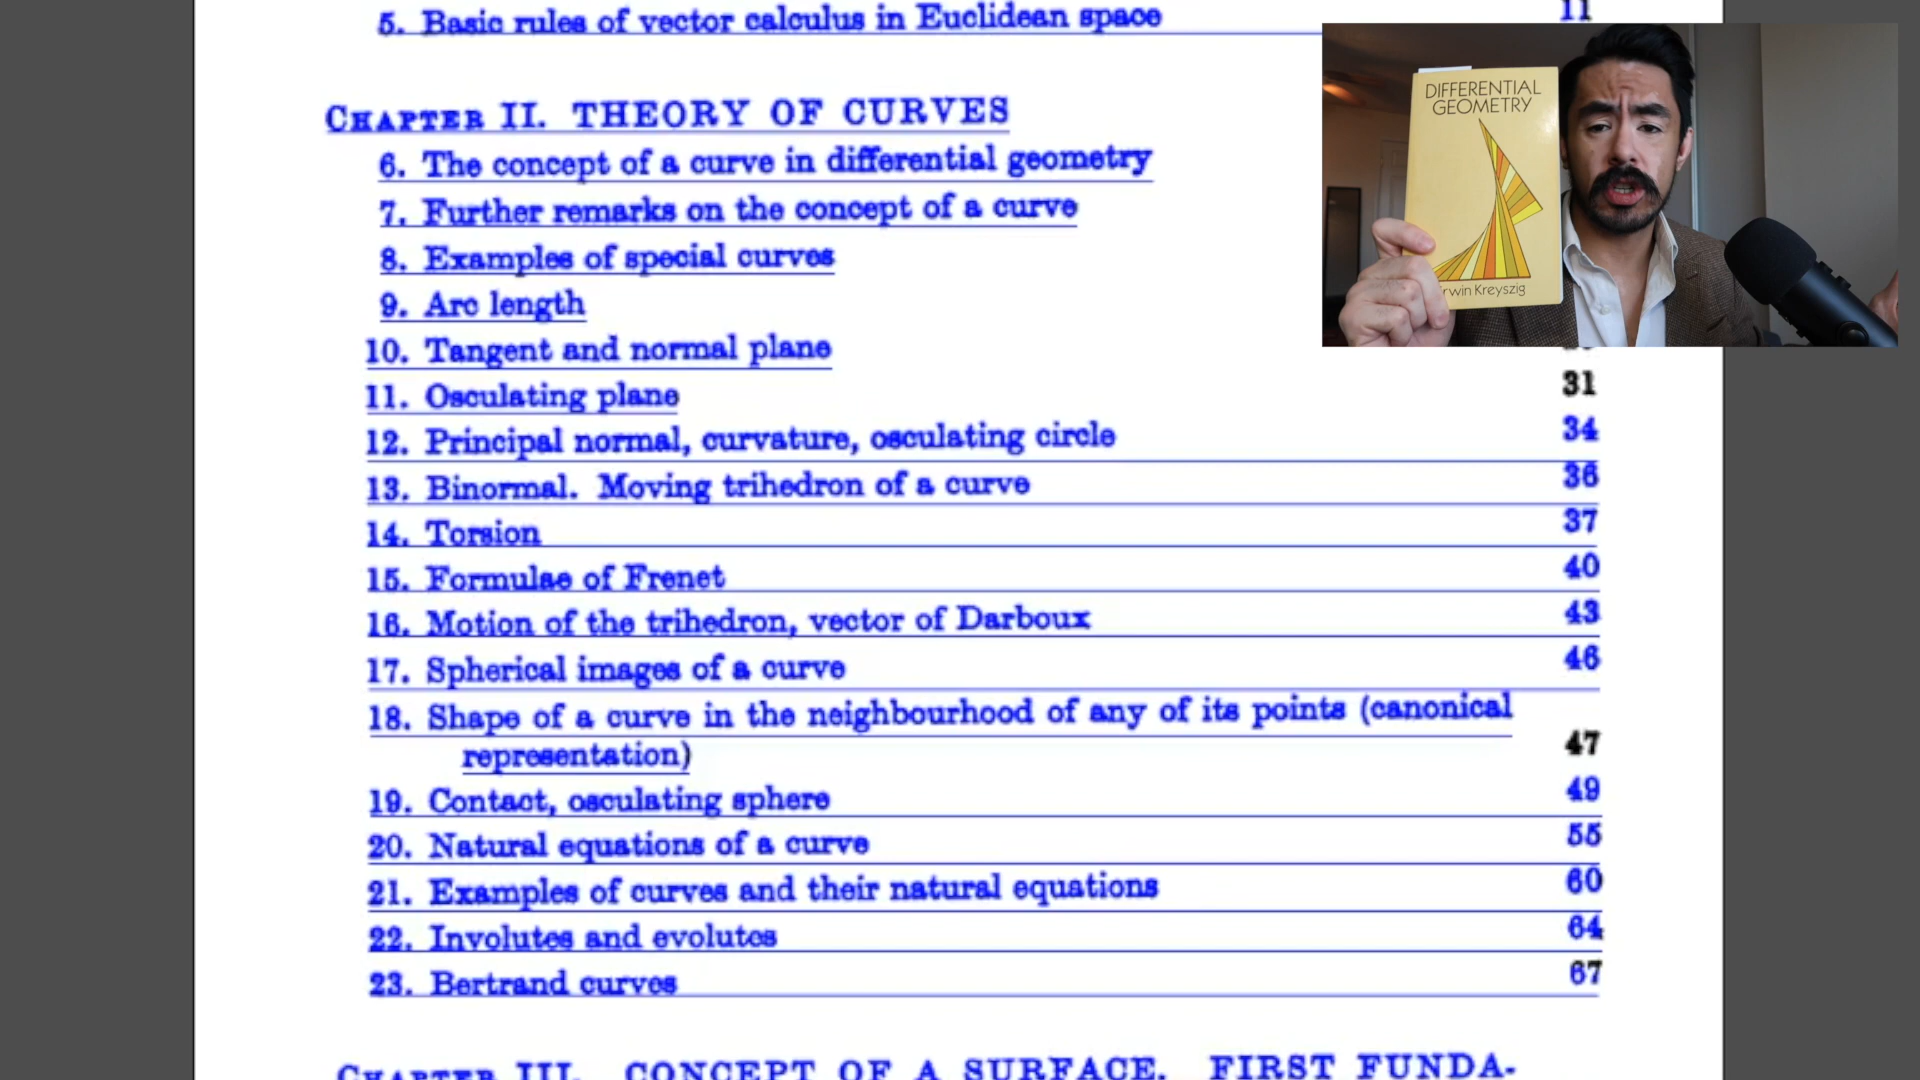 5. Basic rules of vector calculus in Euclidean space 11
CHAPTER II. THEORY OF CURVES
6. The concept of a curve in differential geometry
7. Further remarks on the concept of a curve
8. Examples of special curves
9. Arc length
10. Tangent and normal plane
11. Osculating plane 31
12. Principal normal, curvature, osculating circle 34
13. Binormal. Moving trihedron of a curve 36
14. Torsion 37
15. Formulae of Frenet 40
16. Motion of the trihedron, vector of Darboux 43
17. Spherical images of a curve 46
18. Shape of a curve in the neighbourhood of any of its points (canonical
representation) 47
19. Contact, osculating sphere 49
20. Natural equations of a curve 55
21. Examples of curves and their natural equations 60
22. Involutes and evolutes 64
23. Bertrand curves 67
CHAPTER III. CONCEPT OF A SURFACE. FIRST FUNDA-
DIFFERENTIAL
GEOMETRY
rwin Kreyszig